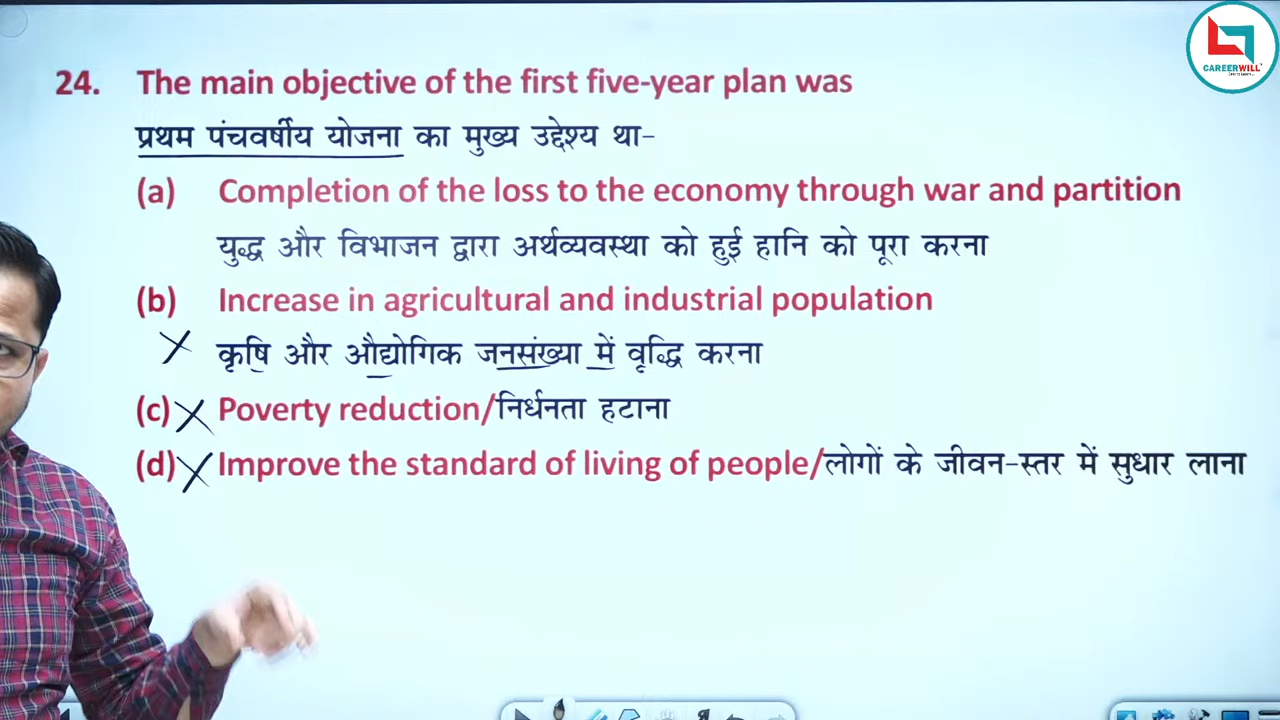 24. The main objective of the first five-year plan was
प्रथम पंचवर्षीय योजना का मुख्य उद्देश्य था-
(a) Completion of the loss to the economy through war and partition
युद्ध और विभाजन द्वारा अर्थव्यवस्था को हुई हानि को पूरा करना
(b) Increase in agricultural and industrial population
कृषि और औद्योगिक जनसंख्या में वृद्धि करना
(c) Poverty reduction/निर्धनता हटाना
(d) Improve the standard of living of people/लोगों के जीवन-स्तर में सुधार लाना
CAREERWILL